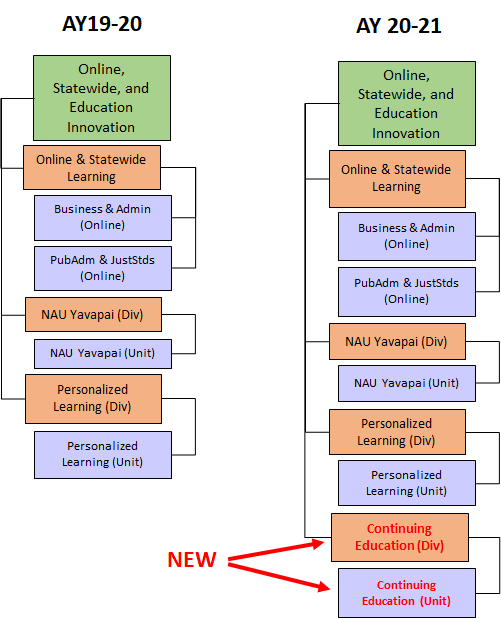 AY19-20
Online,
Statewide, and
Education
Innovation
Online & Statewide
Learning
Business & Admin
(Online)
PubAdm & JustStds
(Online)
NAU Yavapai (Div)
NAU Yavapai (Unit)
Personalized
Learning (Div)
Personalized
Learning (Unit)
AY 20-21
Online,
Statewide, and
Education
Innovation
Online & Statewide
Learning
Business & Admin
(Online)
PubAdm & JustStds
(Online)
NAU Yavapai (Div)
NAU Yavapai (Unit)
Personalized
Learning (Div)
Personalized
Learning (Unit)
Continuing
Education (Div)
NEW
Continuing
Education (Unit)